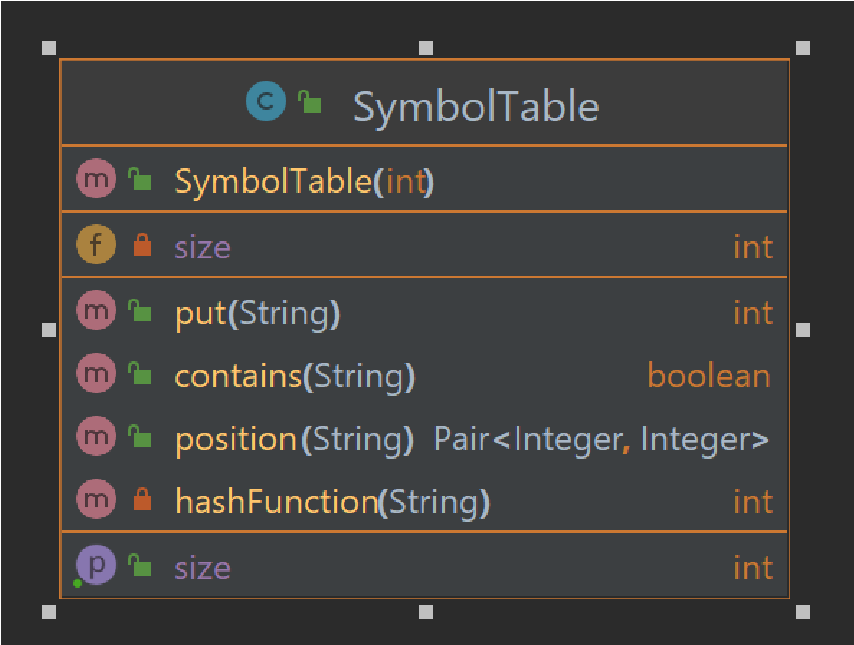 C SymbolTable
m SymbolTable(int)
f size int
m put(String) int
m contains(String) boolean
m position(String) Pair<Integer, Integer>
m hashFunction(String) int
p size int